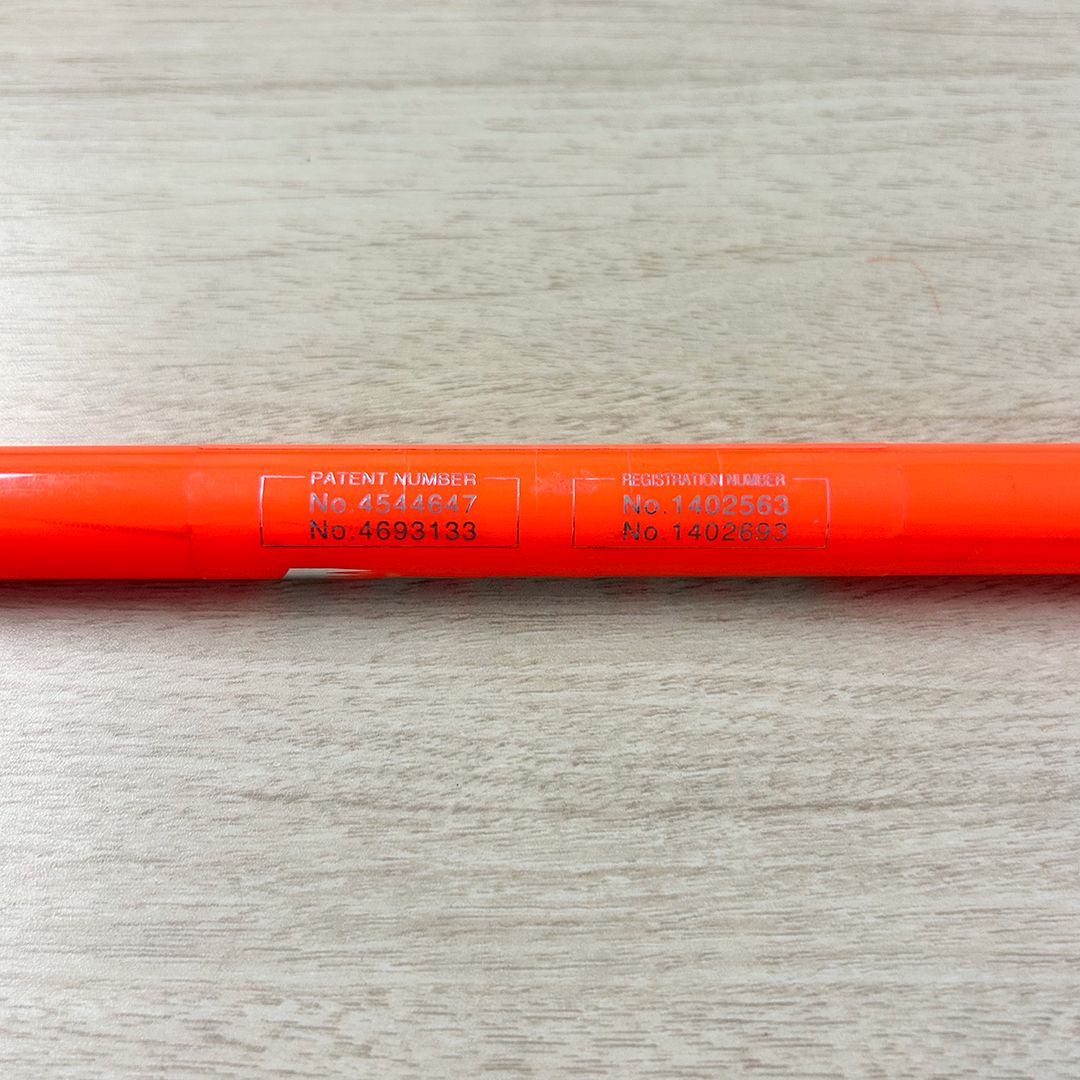 PATENT NUMBER
No.4544647
No.4693133
REGISTRATION NUMBER
No.1402563
No.1402693